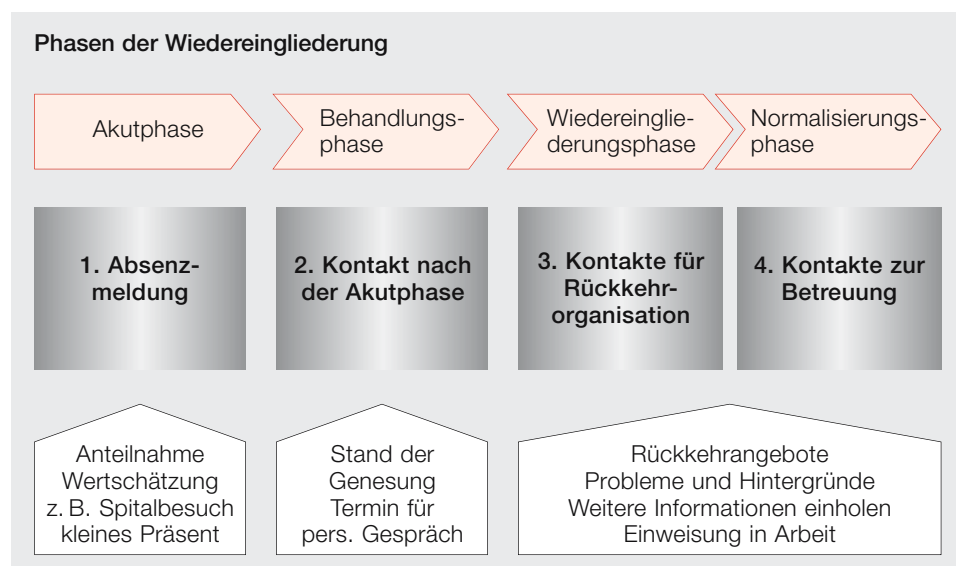 Phasen der Wiedereingliederung
Akutphase
Behandlungs-
phase
Wiedereinglie-
derungsphase
Normalisierungs-
phase
1. Absenz-
meldung
2. Kontakt nach
der Akutphase
3. Kontakte für
Rückkehr-
organisation
4. Kontakte zur
Betreuung
Anteilnahme
Wertschätzung
z. B. Spitalbesuch
kleines Präsent
Stand der
Genesung
Termin für
pers. Gespräch
Rückkehrangebote
Probleme und Hintergründe
Weitere Informationen einholen
Einweisung in Arbeit